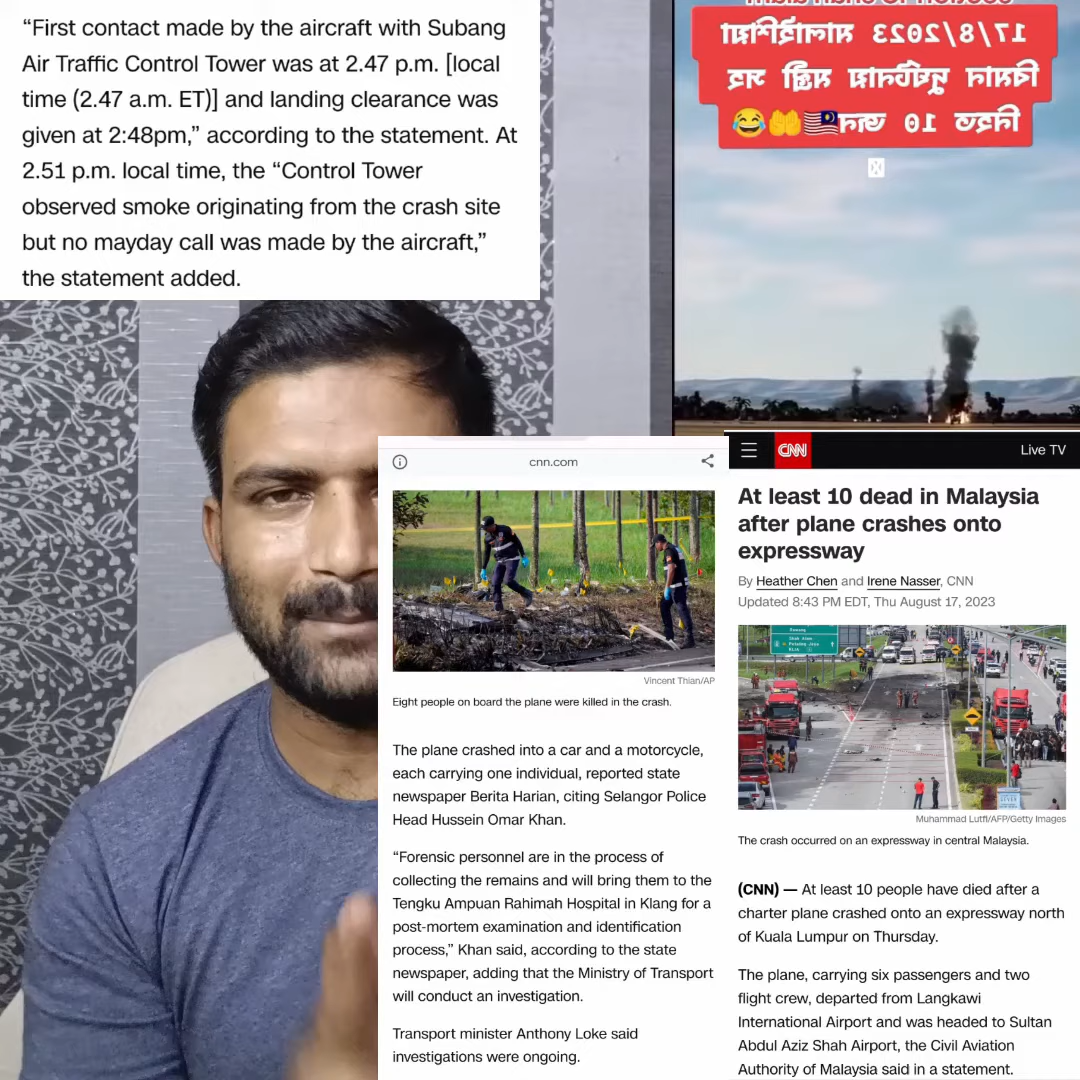 “First contact made by the aircraft with Subang
Air Traffic Control Tower was at 2.47 p.m. [local
time (2.47 a.m. ET)] and landing clearance was
given at 2:48pm,” according to the statement. At
2.51 p.m. local time, the “Control Tower
observed smoke originating from the crash site
but no mayday call was made by the aircraft,”
the statement added.
17/8/2023 মালয়েশিয়া
বিমান দুর্ঘটনায় মন্ত্রী সহ
নিহত 10 জন🇲🇾🤲😂
cnn.com
Vincent Thian/AP
Eight people on board the plane were killed in the crash.
The plane crashed into a car and a motorcycle,
each carrying one individual, reported state
newspaper Berita Harian, citing Selangor Police
Head Hussein Omar Khan.
“Forensic personnel are in the process of
collecting the remains and will bring them to the
Tengku Ampuan Rahimah Hospital in Klang for a
post-mortem examination and identification
process,” Khan said, according to the state
newspaper, adding that the Ministry of Transport
will conduct an investigation.
Transport minister Anthony Loke said
investigations were ongoing.
CNN
Live TV
At least 10 dead in Malaysia
after plane crashes onto
expressway
By Heather Chen and Irene Nasser, CNN
Updated 8:43 PM EDT, Thu August 17, 2023
Muhammad Lutfi/AFP/Getty Images
The crash occurred on an expressway in central Malaysia.
(CNN) — At least 10 people have died after a
charter plane crashed onto an expressway north
of Kuala Lumpur on Thursday.
The plane, carrying six passengers and two
flight crew, departed from Langkawi
International Airport and was headed to Sultan
Abdul Aziz Shah Airport, the Civil Aviation
Authority of Malaysia said in a statement.